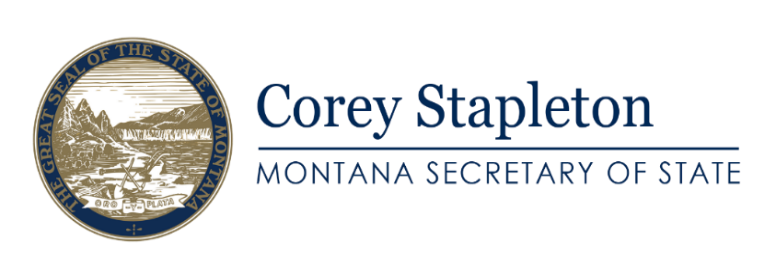 THE GREAT SEAL OF THE STATE OF MONTANA
ORO PLATA
Corey Stapleton
MONTANA SECRETARY OF STATE